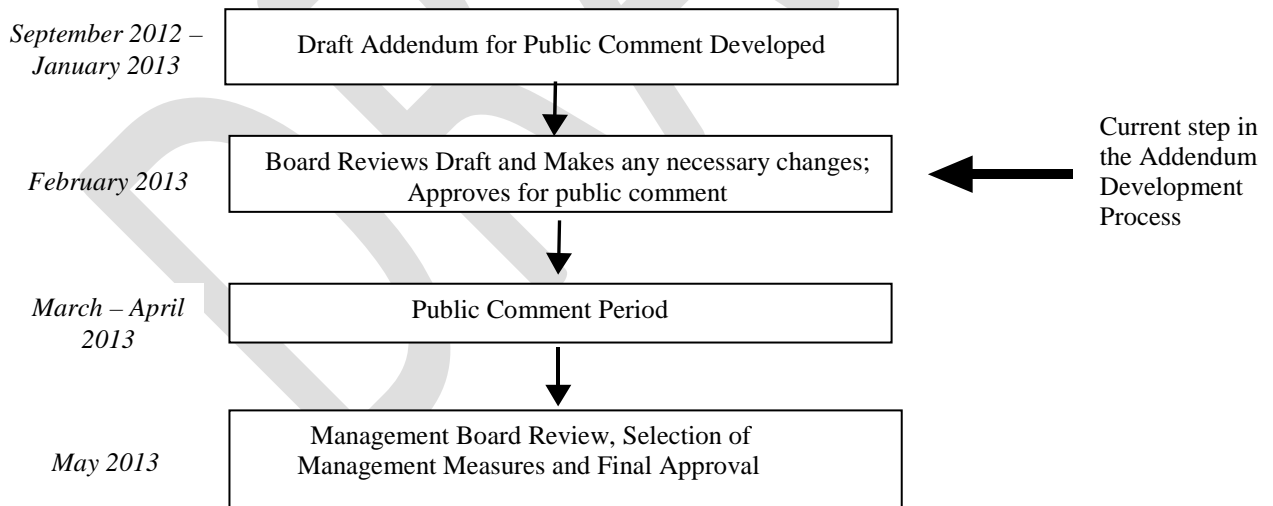 September 2012 –
January 2013
Draft Addendum for Public Comment Developed
February 2013
Board Reviews Draft and Makes any necessary changes;
Approves for public comment
Current step in
the Addendum
Development
Process
March – April
2013
Public Comment Period
May 2013
Management Board Review, Selection of
Management Measures and Final Approval